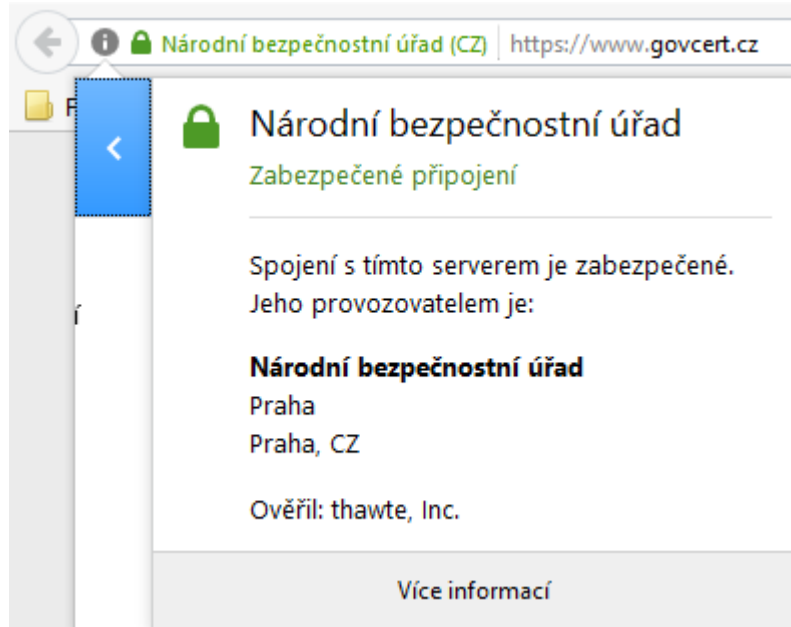 Národní bezpečnostní úřad (CZ) https://www.govcert.cz
F
Národní bezpečnostní úřad
Zabezpečené připojení
Spojení s tímto serverem je zabezpečené.
í
Jeho provozovatelem je:
Národní bezpečnostní úřad
Praha
Praha, CZ
Ověřil: thawte, Inc.
Více informací